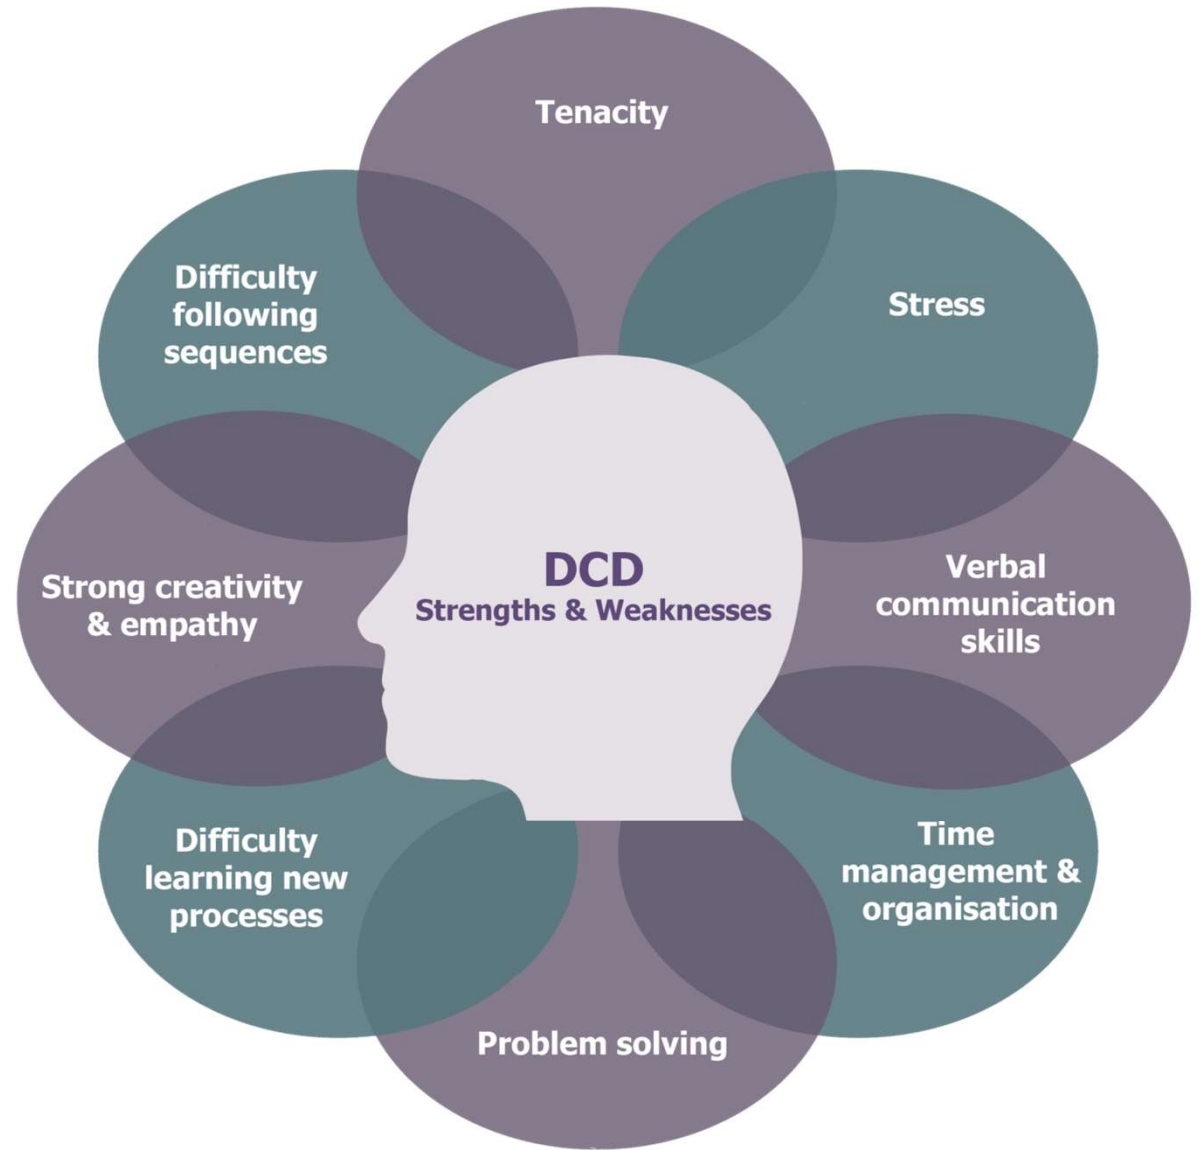 Tenacity
Difficulty
following
sequences
Stress
Strong creativity
& empathy
DCD
Strengths & Weaknesses
Verbal
communication
skills
Difficulty
learning new
processes
Time
management &
organisation
Problem solving